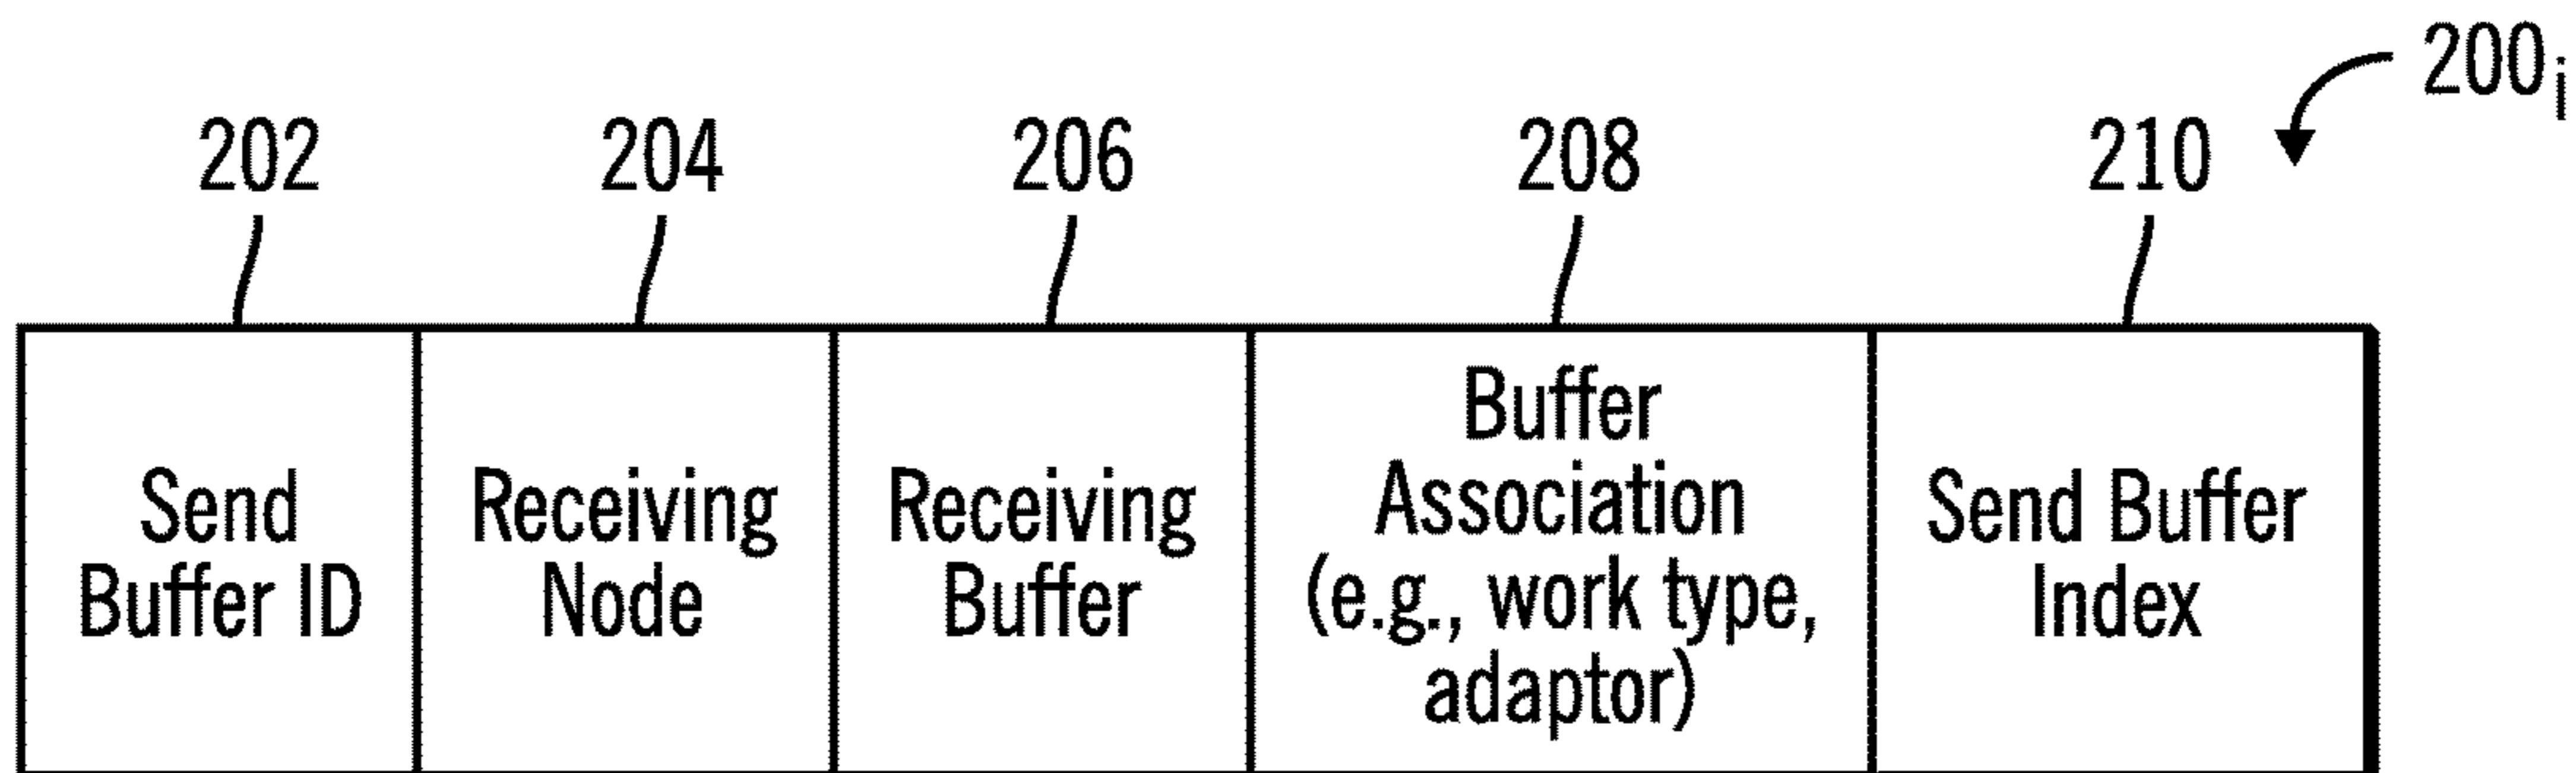 200i
202 204 206 208 210
Send
Buffer ID
Receiving
Node
Receiving
Buffer
Buffer
Association
(e.g., work type,
adaptor)
Send Buffer
Index